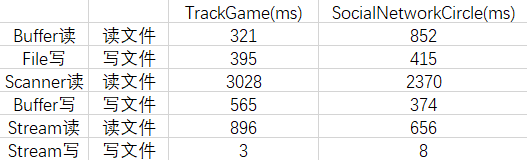 TrackGame(ms) SocialNetworkCircle(ms)
Buffer读 读文件 321 852
File写 写文件 395 415
Scanner读 读文件 3028 2370
Buffer写 写文件 565 374
Stream读 读文件 896 656
Stream写 写文件 3 8